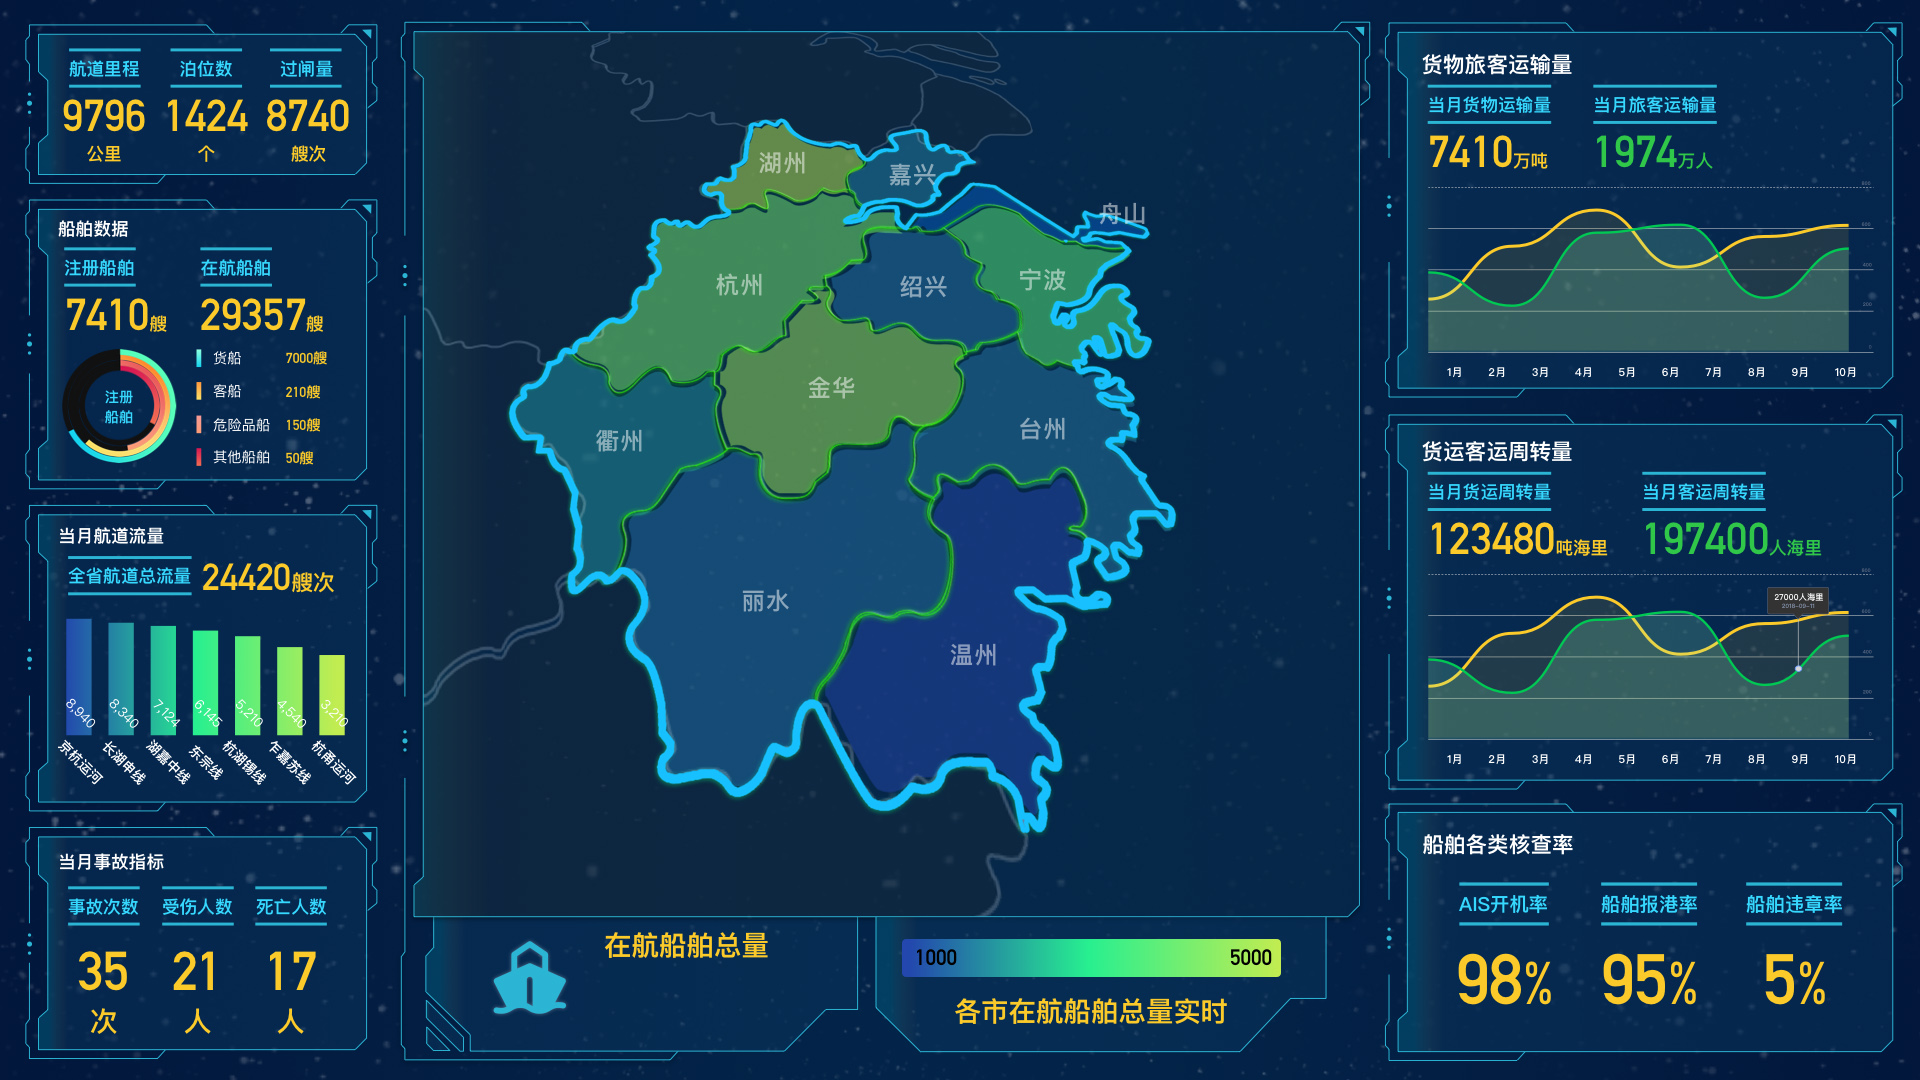 航道里程
9796
公里
泊位数
1424
个
过闸量
8740
艘次
船舶数据
注册船舶
7410艘
在航船舶
29357艘
注册
船舶
货船 7000艘
客船 210艘
危险品船 150艘
其他船舶 50艘
当月航道流量
全省航道总流量 24420艘次
8,940
8,340
7,124
6,145
5,210
4,540
3,210
京杭运河
长湖申线
湖嘉申线
东宗线
杭湖锡线
乍嘉苏线
杭甬运河
当月事故指标
事故次数
35
次
受伤人数
21
人
死亡人数
17
人
湖州
嘉兴
舟山
杭州
绍兴
宁波
金华
衢州
台州
丽水
温州
在航船舶总量
1000 5000
各市在航船舶总量实时
货物旅客运输量
当月货物运输量
7410万吨
当月旅客运输量
1974万人
1月 2月 3月 4月 5月 6月 7月 8月 9月 10月
货运客运周转量
当月货运周转量
123480吨海里
当月客运周转量
197400人海里
27000人海里
2018-09-11
1月 2月 3月 4月 5月 6月 7月 8月 9月 10月
船舶各类核查率
AIS开机率
98%
船舶报港率
95%
船舶违章率
5%